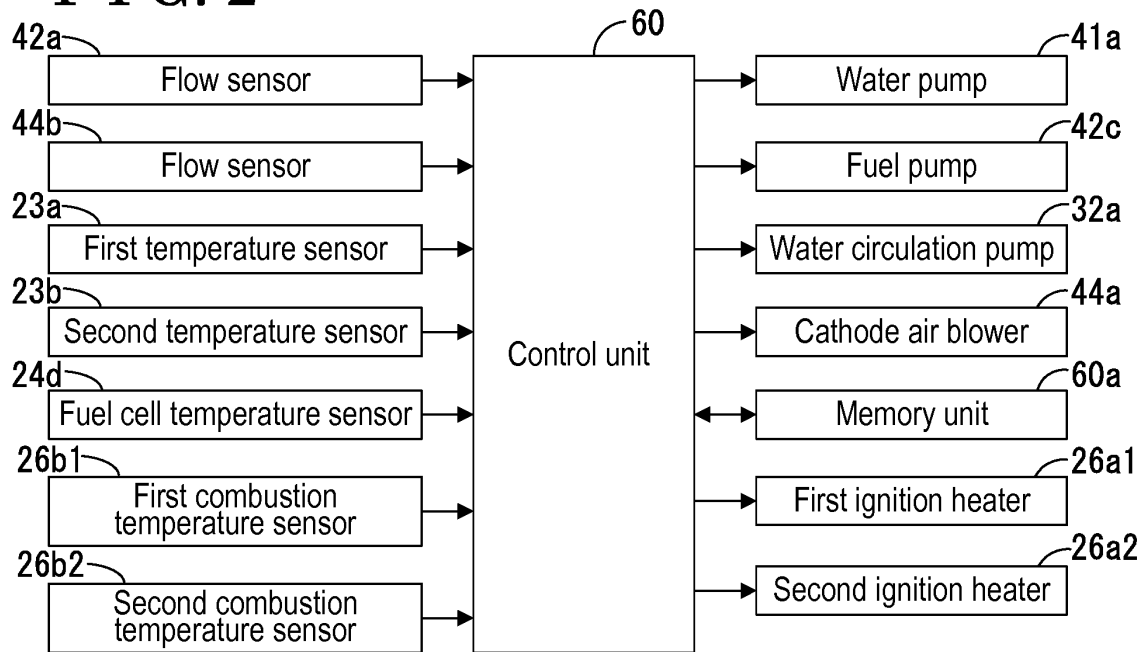 FIG. 2
60
42a
Flow sensor
44b
Flow sensor
23a
First temperature sensor
23b
Second temperature sensor
24d
Fuel cell temperature sensor
26b1
First combustion
temperature sensor
26b2
Second combustion
temperature sensor
Control unit
41a
Water pump
42c
Fuel pump
32a
Water circulation pump
44a
Cathode air blower
60a
Memory unit
26a1
First ignition heater
26a2
Second ignition heater